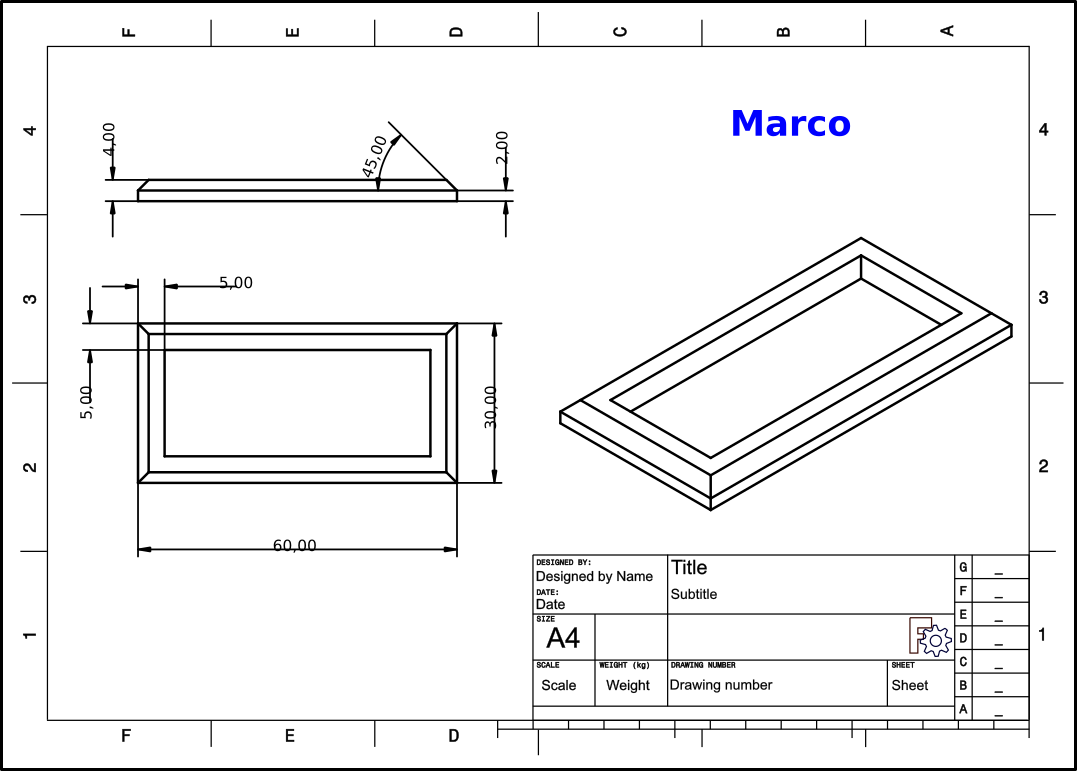 F E D C B A
4
4,00
45,00
2,00
Marco
4
3
5,00
3
5,00
30,00
2
2
60,00
1
1
DESIGNED BY:
Designed by Name
DATE:
Date
Title
Subtitle
SIZE
A4
SCALE
Scale
WEIGHT (kg)
Weight
DRAWING NUMBER
Drawing number
SHEET
Sheet
G _
F _
E _
D _
C _
B _
A _
F E D